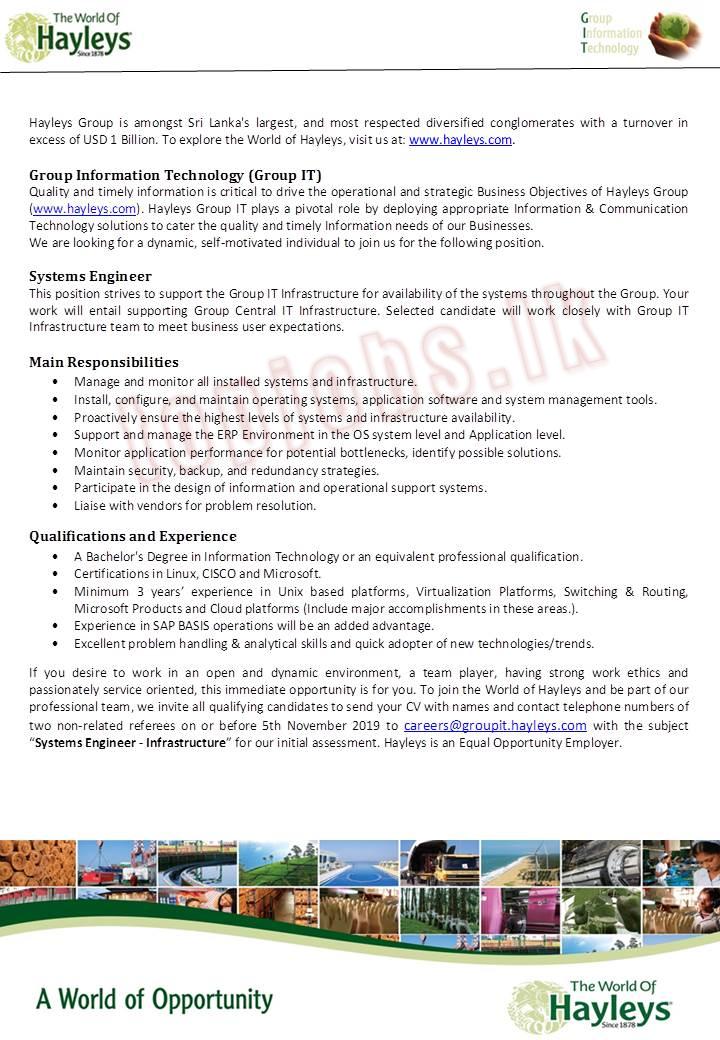 The World Of
Hayleys
Since 1878
Group
Information
Technology
Hayleys Group is amongst Sri Lanka's largest, and most respected diversified conglomerates with a turnover in
excess of USD 1 Billion. To explore the World of Hayleys, visit us at: www.hayleys.com.
Group Information Technology (Group IT)
Quality and timely information is critical to drive the operational and strategic Business Objectives of Hayleys Group
(www.hayleys.com). Hayleys Group IT plays a pivotal role by deploying appropriate Information & Communication
Technology solutions to cater the quality and timely Information needs of our Businesses.
We are looking for a dynamic, self-motivated individual to join us for the following position.
Systems Engineer
This position strives to support the Group IT Infrastructure for availability of the systems throughout the Group. Your
work will entail supporting Group Central IT Infrastructure. Selected candidate will work closely with Group IT
Infrastructure team to meet business user expectations.
Main Responsibilities
• Manage and monitor all installed systems and infrastructure.
• Install, configure, and maintain operating systems, application software and system management tools.
• Proactively ensure the highest levels of systems and infrastructure availability.
• Support and manage the ERP Environment in the OS system level and Application level.
• Monitor application performance for potential bottlenecks, identify possible solutions.
• Maintain security, backup, and redundancy strategies.
• Participate in the design of information and operational support systems.
• Liaise with vendors for problem resolution.
topjobs.lk
Qualifications and Experience
• A Bachelor's Degree in Information Technology or an equivalent professional qualification.
• Certifications in Linux, CISCO and Microsoft.
• Minimum 3 years’ experience in Unix based platforms, Virtualization Platforms, Switching & Routing,
Microsoft Products and Cloud platforms (Include major accomplishments in these areas.).
• Experience in SAP BASIS operations will be an added advantage.
• Excellent problem handling & analytical skills and quick adopter of new technologies/trends.
If you desire to work in an open and dynamic environment, a team player, having strong work ethics and
passionately service oriented, this immediate opportunity is for you. To join the World of Hayleys and be part of our
professional team, we invite all qualifying candidates to send your CV with names and contact telephone numbers of
two non-related referees on or before 5th November 2019 to careers@groupit.hayleys.com with the subject
“Systems Engineer - Infrastructure” for our initial assessment. Hayleys is an Equal Opportunity Employer.
A World of Opportunity
The World Of
Hayleys
Since 1878